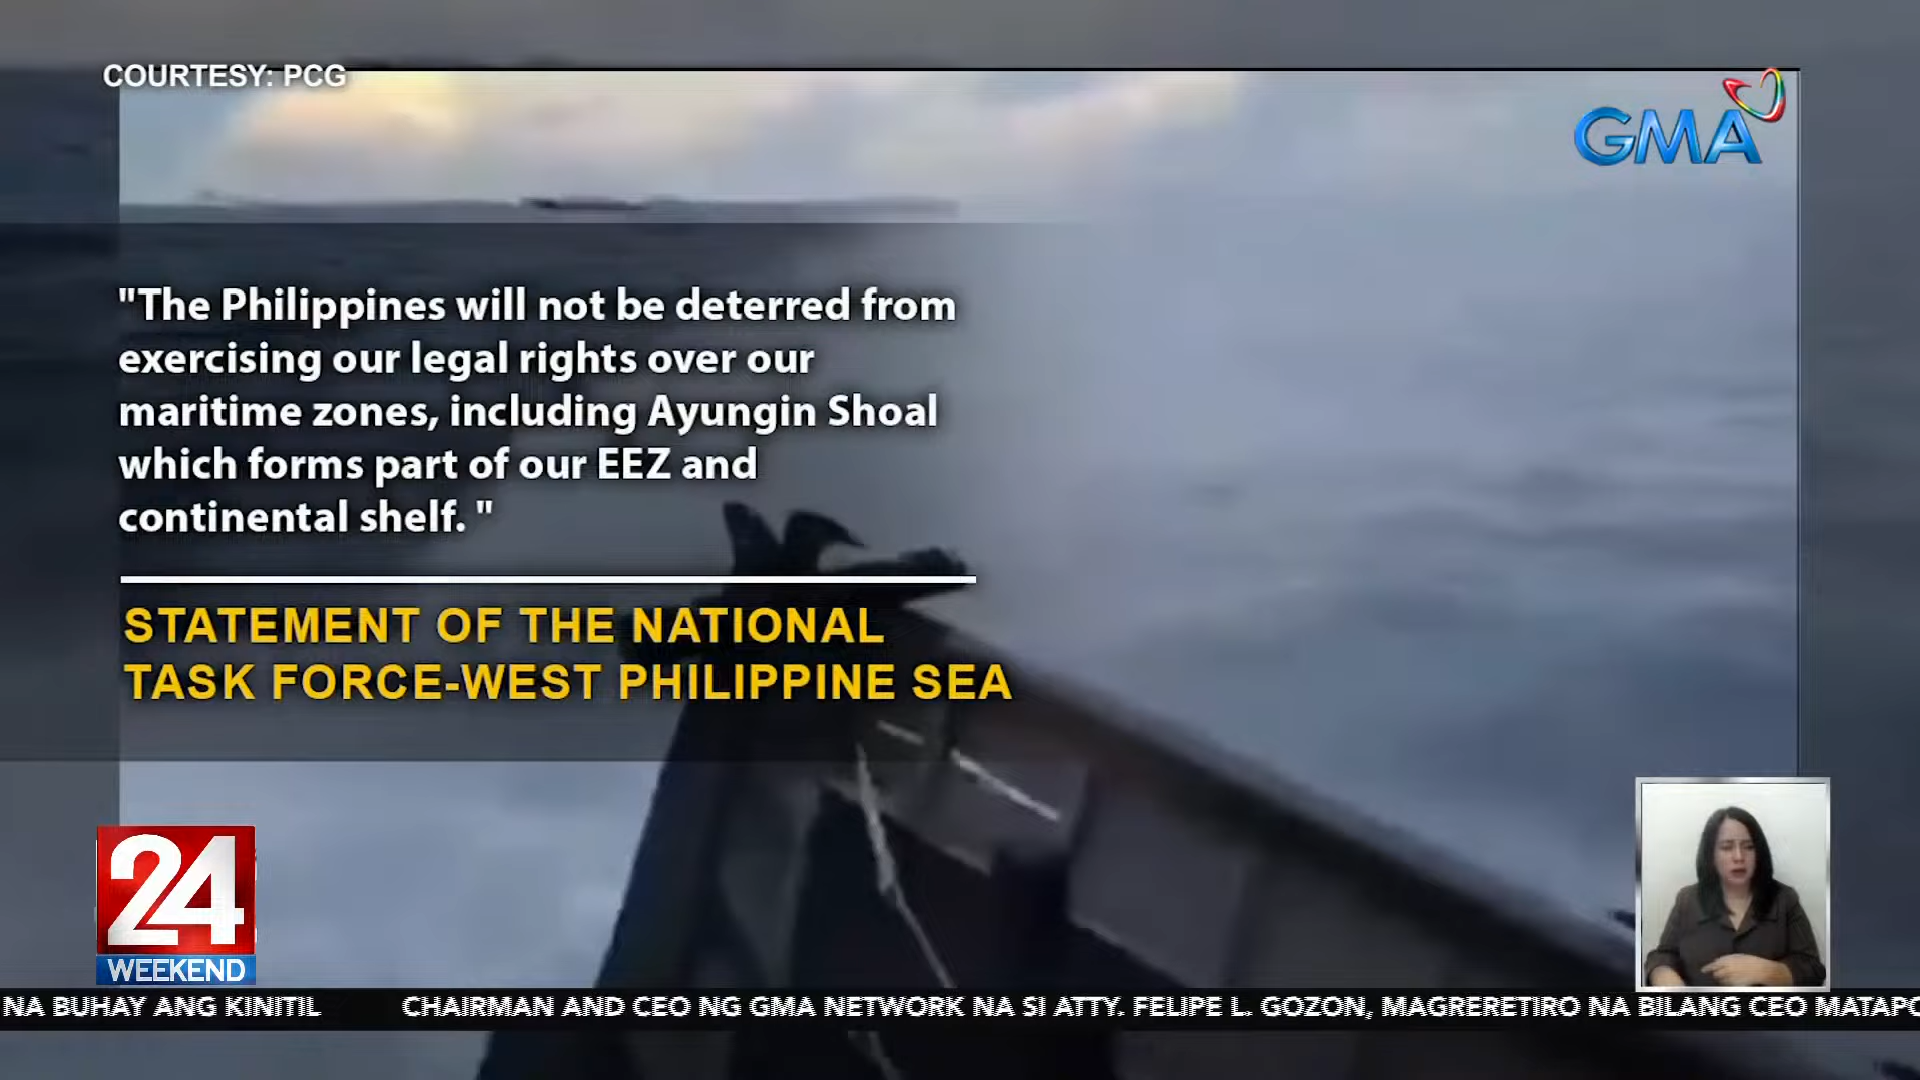 COURTESY: PCG
GMA
"The Philippines will not be deterred from
exercising our legal rights over our
maritime zones, including Ayungin Shoal
which forms part of our EEZ and
continental shelf. "
STATEMENT OF THE NATIONAL
TASK FORCE-WEST PHILIPPINE SEA
24
WEEKEND
NA BUHAY ANG KINITIL CHAIRMAN AND CEO NG GMA NETWORK NA SI ATTY. FELIPE L. GOZON, MAGRERETIRO NA BILANG CEO